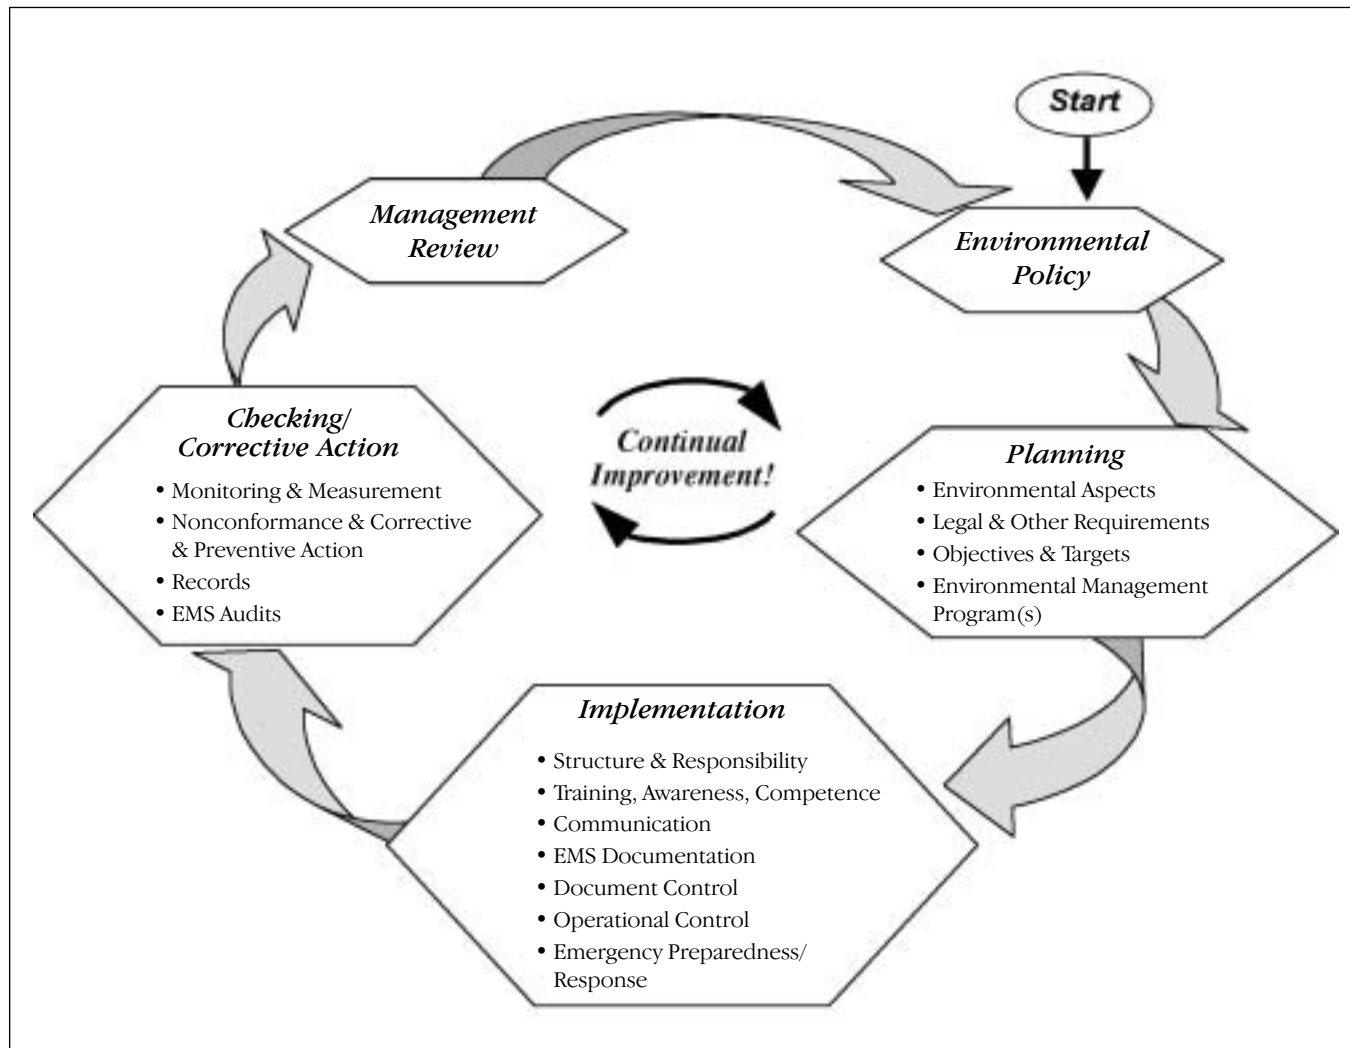 Start
Management
Review
Environmental
Policy
Checking/
Corrective Action
• Monitoring & Measurement
• Nonconformance & Corrective
& Preventive Action
• Records
• EMS Audits
Continual
Improvement!
Planning
• Environmental Aspects
• Legal & Other Requirements
• Objectives & Targets
• Environmental Management
Program(s)
Implementation
• Structure & Responsibility
• Training, Awareness, Competence
• Communication
• EMS Documentation
• Document Control
• Operational Control
• Emergency Preparedness/
Response